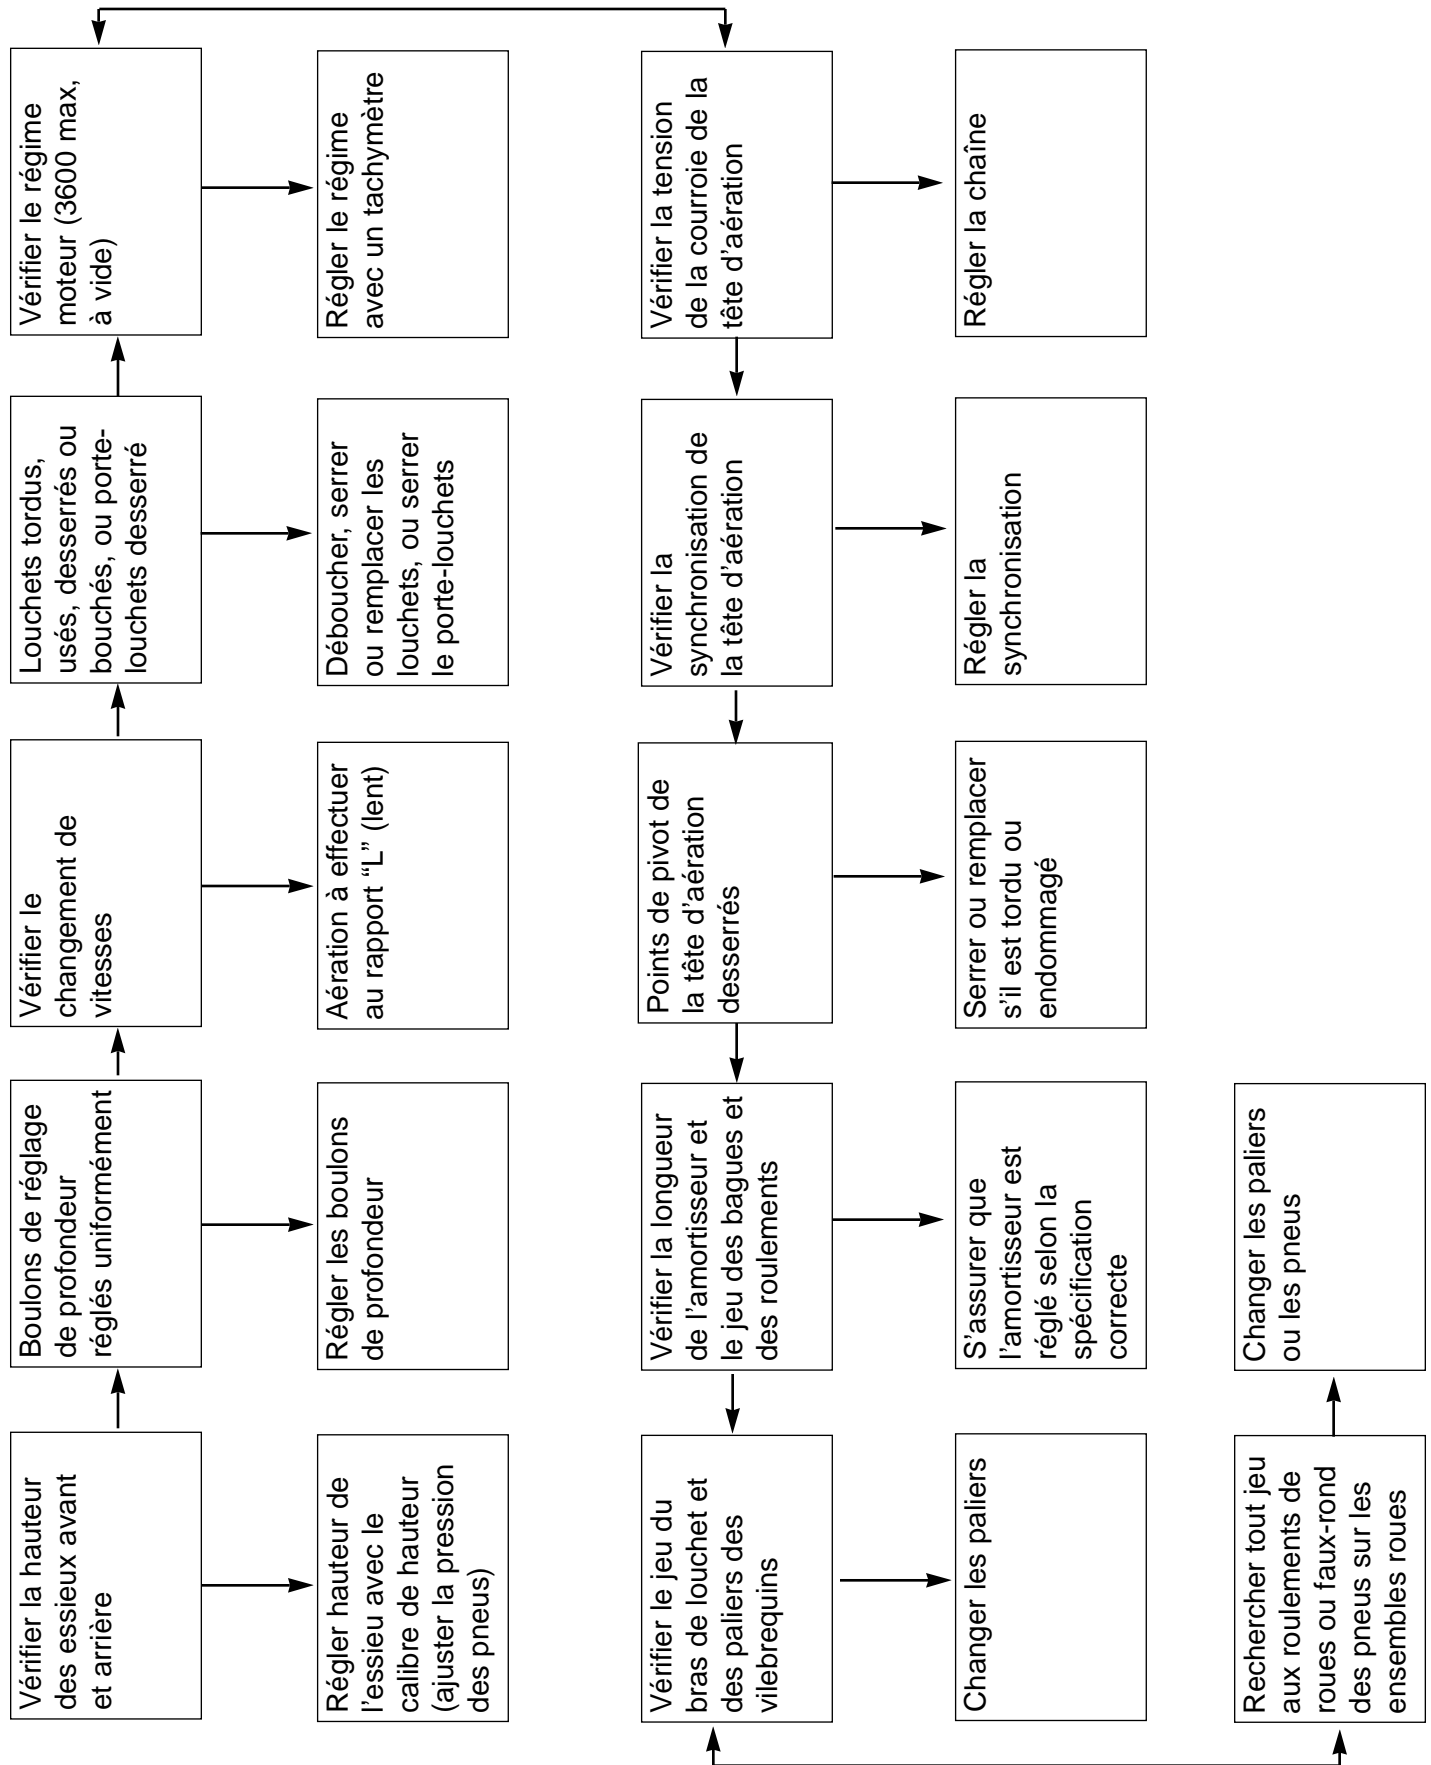 Vérifier la hauteur
des essieux avant
et arrière
Boulons de réglage
de profondeur
réglés uniformément
Vérifier le
changement de
vitesses
Louchets tordus,
usés, desserrés ou
bouchés, ou porte-
louchets desserré
Vérifier le régime
moteur (3600 max,
à vide)
Régler hauteur de
l'essieu avec le
calibre de hauteur
(ajuster la pression
des pneus)
Régler les boulons
de profondeur
Aération à effectuer
au rapport “L” (lent)
Déboucher, serrer
ou remplacer les
louchets, ou serrer
le porte-louchets
Régler le régime
avec un tachymètre
Vérifier le jeu du
bras de louchet et
des paliers des
vilebrequins
Vérifier la longueur
de l'amortisseur et
le jeu des bagues et
des roulements
Points de pivot de
la tête d'aération
desserrés
Vérifier la
synchronisation de
la tête d'aération
Vérifier la tension
de la courroie de la
tête d'aération
Changer les paliers
S'assurer que
l'amortisseur est
réglé selon la
spécification
correcte
Serrer ou remplacer
s'il est tordu ou
endommagé
Régler la
synchronisation
Régler la chaîne
Rechercher tout jeu
aux roulements de
roues ou faux-rond
des pneus sur les
ensembles roues
Changer les paliers
ou les pneus